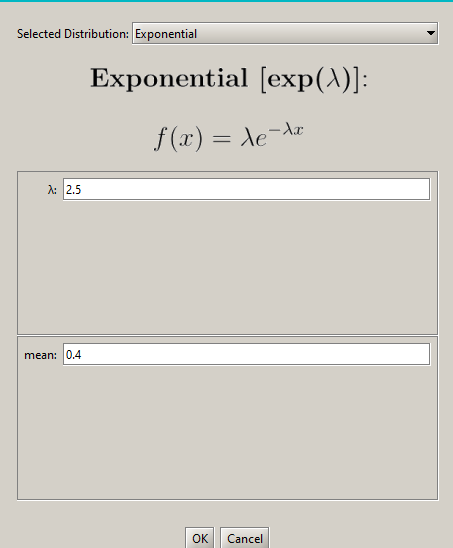 Selected Distribution: Exponential
Exponential [exp(λ)]:
f(x) = λe^{−λx}
λ: 2.5
mean: 0.4
OK Cancel